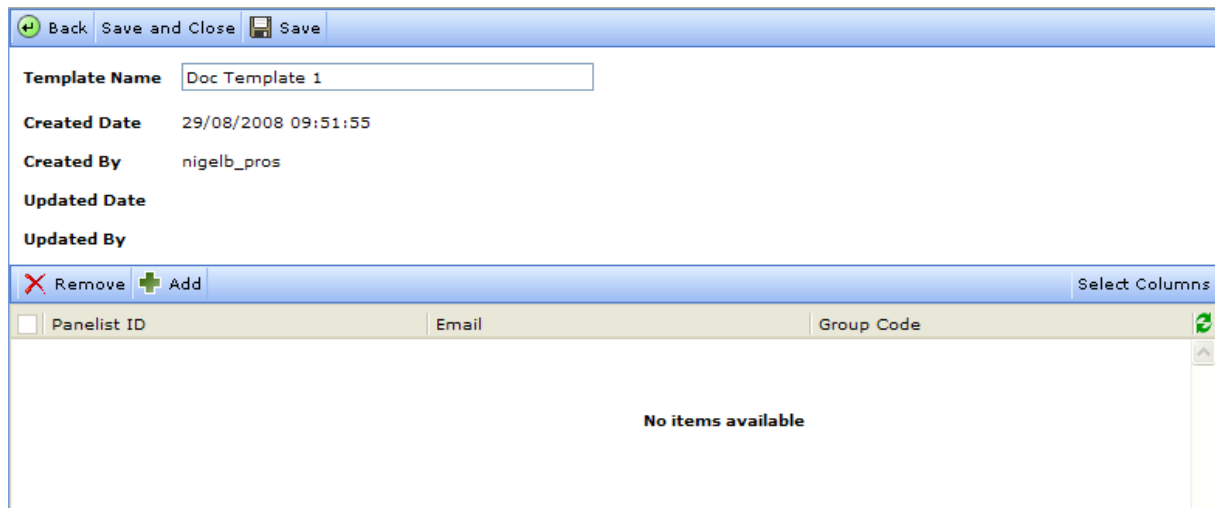 Back Save and Close Save
Template Name Doc Template 1
Created Date 29/08/2008 09:51:55
Created By nigelb_pros
Updated Date
Updated By
Remove Add Select Columns
Panelist ID Email Group Code
No items available